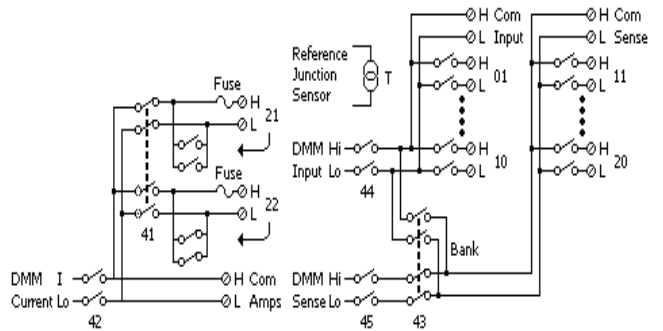 H Com
L Input
H
01
L
H
10
L
H Com
L Sense
H
11
L
H
20
L
Reference
Junction
Sensor
T
Fuse
H
21
L
Fuse
H
22
L
41
DMM Hi
Input Lo
44
Bank
DMM I
Current Lo
42
H Com
L Amps
DMM Hi
Sense Lo
45
43